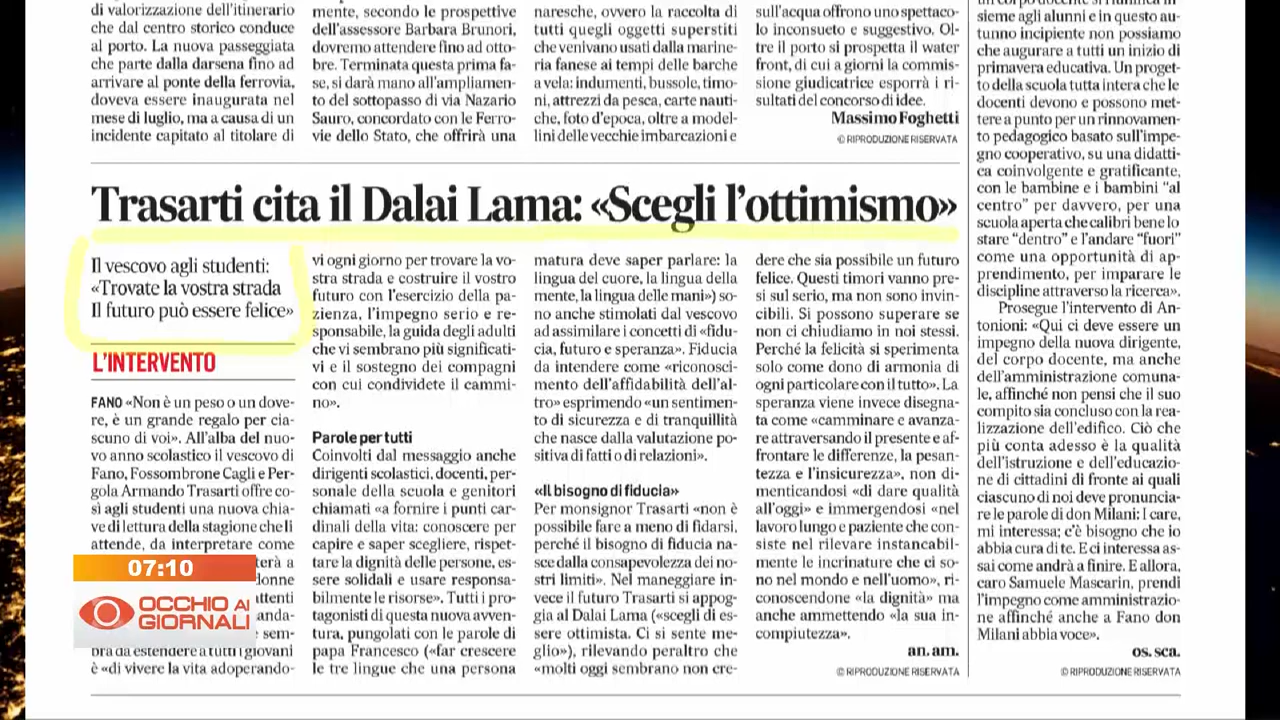 di valorizzazione dell'itinerario
che dal centro storico conduce
al porto. La nuova passeggiata
che parte dalla darsena fino ad
arrivare al ponte della ferrovia,
doveva essere inaugurata nel
mese di luglio, ma a causa di un
incidente capitato al titolare di
mente, secondo le prospettive
dell'assessore Barbara Brunori,
dovremo attendere fino ad otto-
bre. Terminata questa prima fa-
se, si darà mano all'ampliamen-
to del sottopasso di via Nazario
Sauro, concordato con le Ferro-
vie dello Stato, che offrirà una
naresche, ovvero la raccolta di
tutti quegli oggetti superstiti
che venivano usati dalla marine-
ria fanese ai tempi delle barche
a vela: indumenti, bussole, timo-
ni, attrezzi da pesca, carte nauti-
che, foto d'epoca, oltre a model-
lini delle vecchie imbarcazioni e
sull'acqua offrono uno spettaco-
lo inconsueto e suggestivo. Ol-
tre il porto si prospetta il water
front, di cui a giorni la commis-
sione giudicatrice esporrà i ri-
sultati del concorso di idee.
Massimo Foghetti
© RIPRODUZIONE RISERVATA
Trasarti cita il Dalai Lama: «Scegli l'ottimismo»
Il vescovo agli studenti:
«Trovate la vostra strada
Il futuro può essere felice»
L'INTERVENTO
FANO «Non è un peso o un dove-
re, è un grande regalo per cia-
scuno di voi». All'alba del nuo-
vo anno scolastico il vescovo di
Fano, Fossombrone Cagli e Per-
gola Armando Trasarti offre co-
sì agli studenti una nuova chia-
ve di lettura della stagione che li
attende, da interpretare come
bra da estendere a tutti i giovani
è «di vivere la vita adoperando-
vi ogni giorno per trovare la vo-
stra strada e costruire il vostro
futuro con l'esercizio della pa-
zienza, l'impegno serio e re-
sponsabile, la guida degli adulti
che vi sembrano più significati-
vi e il sostegno dei compagni
con cui condividete il cammi-
no».
Parole per tutti
Coinvolti dal messaggio anche
dirigenti scolastici, docenti, per-
sonale della scuola e genitori
chiamati «a fornire i punti car-
dinali della vita: conoscere per
capire e saper scegliere, rispet-
tare la dignità delle persone, es-
sere solidali e usare responsa-
bilmente le risorse». Tutti i pro-
tagonisti di questa nuova avven-
tura, pungolati con le parole di
papa Francesco («far crescere
le tre lingue che una persona
matura deve saper parlare: la
lingua del cuore, la lingua della
mente, la lingua delle mani») so-
no anche stimolati dal vescovo
ad assimilare i concetti di «fidu-
cia, futuro e speranza». Fiducia
da intendere come «riconosci-
mento dell'affidabilità dell'al-
tro» esprimendo «un sentimen-
to di sicurezza e di tranquillità
che nasce dalla valutazione po-
sitiva di fatti o di relazioni».
«Il bisogno di fiducia»
Per monsignor Trasarti «non è
possibile fare a meno di fidarsi,
perché il bisogno di fiducia na-
sce dalla consapevolezza dei no-
stri limiti». Nel maneggiare in-
vece il futuro Trasarti si appog-
gia al Dalai Lama («scegli di es-
sere ottimista. Ci si sente me-
glio»), rilevando peraltro che
«molti oggi sembrano non cre-
dere che sia possibile un futuro
felice. Questi timori vanno pre-
si sul serio, ma non sono invin-
cibili. Si possono superare se
non ci chiudiamo in noi stessi.
Perché la felicità si sperimenta
solo come dono di armonia di
ogni particolare con il tutto». La
speranza viene invece disegna-
ta come «camminare e avanza-
re attraversando il presente e af-
frontare le differenze, la pesan-
tezza e l'insicurezza», non di-
menticandosi «di dare qualità
all'oggi» e immergendosi «nel
lavoro lungo e paziente che con-
siste nel rilevare instancabil-
mente le incrinature che ci so-
no nel mondo e nell'uomo», ri-
conoscendone «la dignità» ma
anche ammettendo «la sua in-
compiutezza».
an. am.
© RIPRODUZIONE RISERVATA
sieme agli alunni e in questo au-
tunno incipiente non possiamo
che augurare a tutti un inizio di
primavera educativa. Un proget-
to della scuola tutta intera che le
docenti devono e possono met-
tere a punto per un rinnovamen-
to pedagogico basato sull'impe-
gno cooperativo, su una didatti-
ca coinvolgente e gratificante,
con le bambine e i bambini "al
centro" per davvero, per una
scuola aperta che calibri bene lo
stare "dentro" e l'andare "fuori"
come una opportunità di ap-
prendimento, per imparare le
discipline attraverso la ricerca».
Prosegue l'intervento di An-
tonioni: «Qui ci deve essere un
impegno della nuova dirigente,
del corpo docente, ma anche
dell'amministrazione comuna-
le, affinché non pensi che il suo
compito sia concluso con la rea-
lizzazione dell'edifico. Ciò che
più conta adesso è la qualità
dell'istruzione e dell'educazio-
ne di cittadini di fronte ai quali
ciascuno di noi deve pronuncia-
re le parole di don Milani: I care,
mi interessa; c'è bisogno che io
abbia cura di te. E ci interessa as-
sai come andrà a finire. E allora,
caro Samuele Mascarin, prendi
l'impegno come amministrazio-
ne affinché anche a Fano don
Milani abbia voce».
os. sca.
© RIPRODUZIONE RISERVATA
07:10
OCCHIO AI
GIORNALI